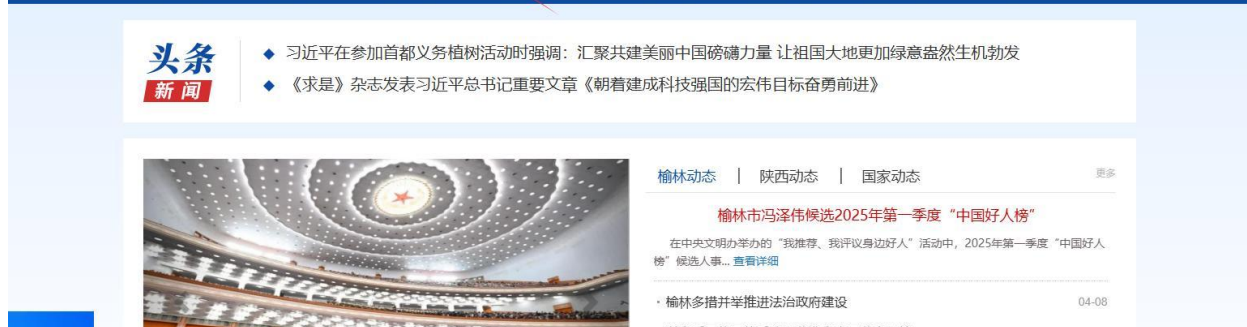 头条
新闻
◆ 习近平在参加首都义务植树活动时强调：汇聚共建美丽中国磅礴力量 让祖国大地更加绿意盎然生机勃发
◆ 《求是》杂志发表习近平总书记重要文章《朝着建成科技强国的宏伟目标奋勇前进》
榆林动态 | 陕西动态 | 国家动态 更多
榆林市冯泽伟候选2025年第一季度“中国好人榜”
在中央文明办举办的“我推荐、我评议身边好人”活动中，2025年第一季度“中国好人
榜”候选人事... 查看详细
· 榆林多措并举推进法治政府建设 04-08